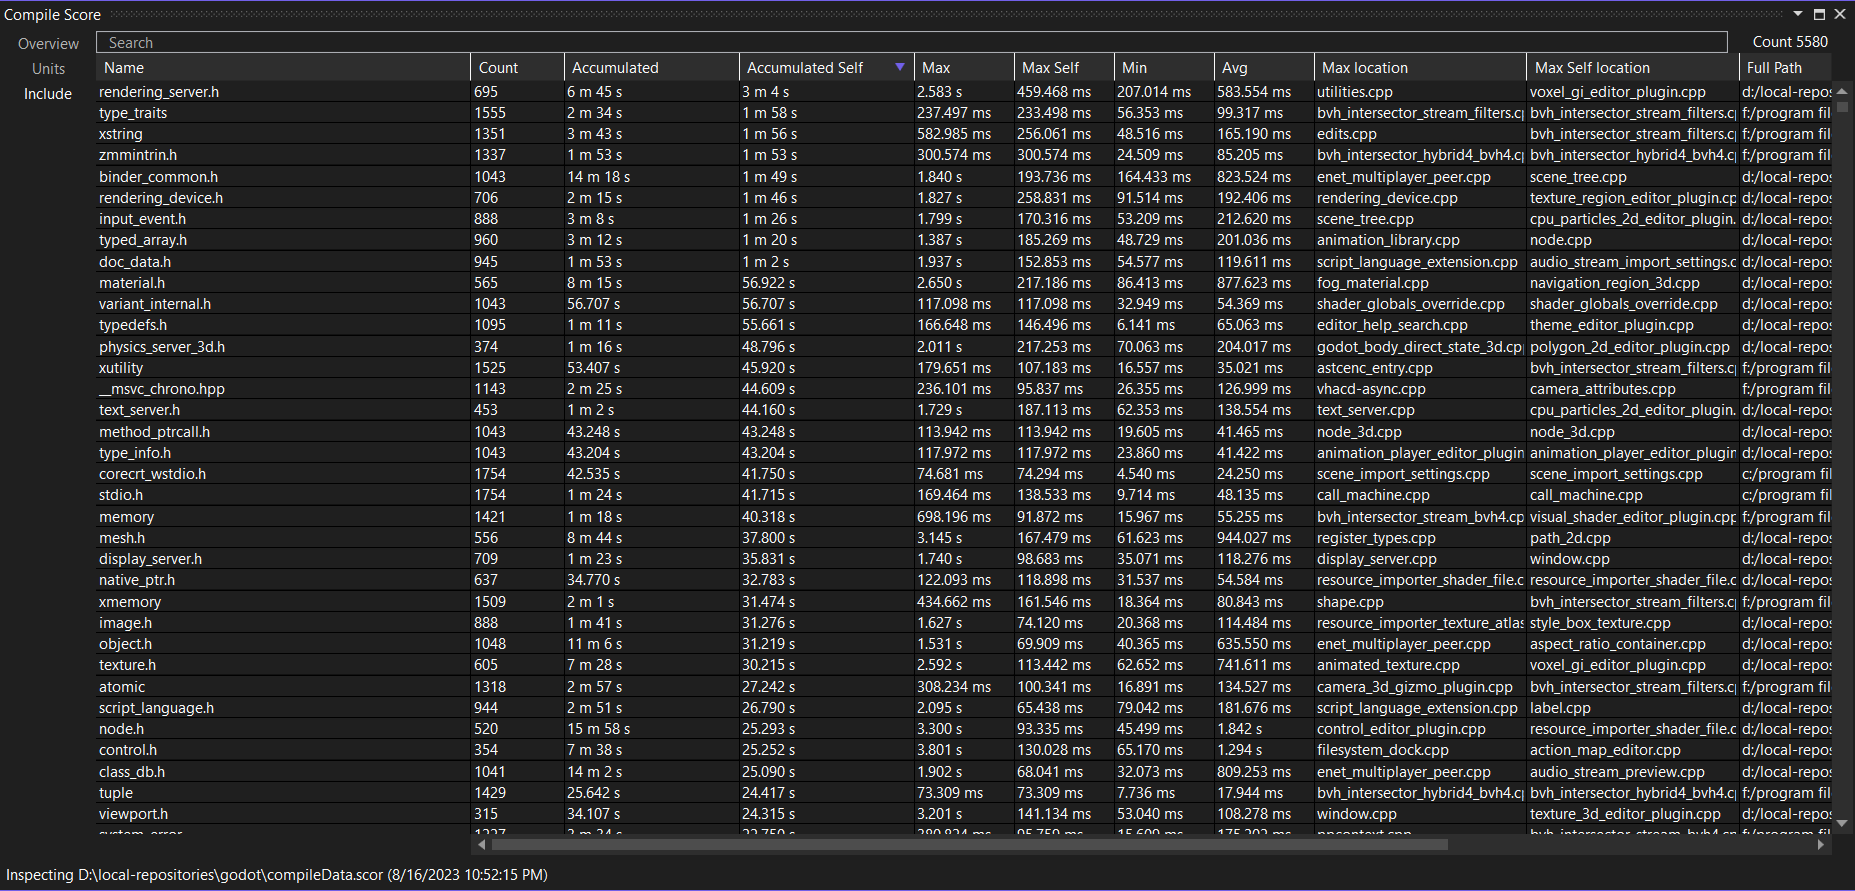 Compile Score
Overview
Search
Count 5580
Units
Include
Name Count Accumulated Accumulated Self Max Max Self Min Avg Max location Max Self location Full Path
rendering_server.h 695 6 m 45 s 3 m 4 s 2.583 s 459.468 ms 207.014 ms 583.554 ms utilities.cpp voxel_gi_editor_plugin.cpp d:/local-repos
type_traits 1555 2 m 34 s 1 m 58 s 237.497 ms 233.498 ms 56.353 ms 99.317 ms bvh_intersector_stream_filters.c bvh_intersector_stream_filters.c f:/program fil
xstring 1351 3 m 43 s 1 m 56 s 582.985 ms 256.061 ms 48.516 ms 165.190 ms edits.cpp bvh_intersector_stream_filters.c f:/program fil
zmmintrin.h 1337 1 m 53 s 1 m 53 s 300.574 ms 300.574 ms 24.509 ms 85.205 ms bvh_intersector_hybrid4_bvh4.c bvh_intersector_hybrid4_bvh4.c f:/program fil
binder_common.h 1043 14 m 18 s 1 m 49 s 1.840 s 193.736 ms 164.433 ms 823.524 ms enet_multiplayer_peer.cpp scene_tree.cpp d:/local-repos
rendering_device.h 706 2 m 15 s 1 m 46 s 1.827 s 258.831 ms 91.514 ms 192.406 ms rendering_device.cpp texture_region_editor_plugin.cp d:/local-repos
input_event.h 888 3 m 8 s 1 m 26 s 1.799 s 170.316 ms 53.209 ms 212.620 ms scene_tree.cpp cpu_particles_2d_editor_plugin. d:/local-repos
typed_array.h 960 3 m 12 s 1 m 20 s 1.387 s 185.269 ms 48.729 ms 201.036 ms animation_library.cpp node.cpp d:/local-repos
doc_data.h 945 1 m 53 s 1 m 2 s 1.937 s 152.853 ms 54.577 ms 119.611 ms script_language_extension.cpp audio_stream_import_settings.c d:/local-repos
material.h 565 8 m 15 s 56.922 s 2.650 s 217.186 ms 86.413 ms 877.623 ms fog_material.cpp navigation_region_3d.cpp d:/local-repos
variant_internal.h 1043 56.707 s 56.707 s 117.098 ms 117.098 ms 32.949 ms 54.369 ms shader_globals_override.cpp shader_globals_override.cpp d:/local-repos
typedefs.h 1095 1 m 11 s 55.661 s 166.648 ms 146.496 ms 6.141 ms 65.063 ms editor_help_search.cpp theme_editor_plugin.cpp d:/local-repos
physics_server_3d.h 374 1 m 16 s 48.796 s 2.011 s 217.253 ms 70.063 ms 204.017 ms godot_body_direct_state_3d.cp polygon_2d_editor_plugin.cpp d:/local-repos
xutility 1525 53.407 s 45.920 s 179.651 ms 107.183 ms 16.557 ms 35.021 ms astcenc_entry.cpp bvh_intersector_stream_filters.c f:/program fil
__msvc_chrono.hpp 1143 2 m 25 s 44.609 s 236.101 ms 95.837 ms 26.355 ms 126.999 ms vhacd-async.cpp camera_attributes.cpp f:/program fil
text_server.h 453 1 m 2 s 44.160 s 1.729 s 187.113 ms 62.353 ms 138.554 ms text_server.cpp cpu_particles_2d_editor_plugin. d:/local-repos
method_ptrcall.h 1043 43.248 s 43.248 s 113.942 ms 113.942 ms 19.605 ms 41.465 ms node_3d.cpp node_3d.cpp d:/local-repos
type_info.h 1043 43.204 s 43.204 s 117.972 ms 117.972 ms 23.860 ms 41.422 ms animation_player_editor_plugin animation_player_editor_plugin d:/local-repos
corecrt_wstdio.h 1754 42.535 s 41.750 s 74.681 ms 74.294 ms 4.540 ms 24.250 ms scene_import_settings.cpp scene_import_settings.cpp c:/program fil
stdio.h 1754 1 m 24 s 41.715 s 169.464 ms 138.533 ms 9.714 ms 48.135 ms call_machine.cpp call_machine.cpp c:/program fil
memory 1421 1 m 18 s 40.318 s 698.196 ms 91.872 ms 15.967 ms 55.255 ms bvh_intersector_stream_bvh4.cp visual_shader_editor_plugin.cpp f:/program fil
mesh.h 556 8 m 44 s 37.800 s 3.145 s 167.479 ms 61.623 ms 944.027 ms register_types.cpp path_2d.cpp d:/local-repos
display_server.h 709 1 m 23 s 35.831 s 1.740 s 98.683 ms 35.071 ms 118.276 ms display_server.cpp window.cpp d:/local-repos
native_ptr.h 637 34.770 s 32.783 s 122.093 ms 118.898 ms 31.537 ms 54.584 ms resource_importer_shader_file.c resource_importer_shader_file.c d:/local-repos
xmemory 1509 2 m 1 s 31.474 s 434.662 ms 161.546 ms 18.364 ms 80.843 ms shape.cpp bvh_intersector_stream_filters.c f:/program fil
image.h 888 1 m 41 s 31.276 s 1.627 s 74.120 ms 20.368 ms 114.484 ms resource_importer_texture_atlas style_box_texture.cpp d:/local-repos
object.h 1048 11 m 6 s 31.219 s 1.531 s 69.909 ms 40.365 ms 635.550 ms enet_multiplayer_peer.cpp aspect_ratio_container.cpp d:/local-repos
texture.h 605 7 m 28 s 30.215 s 2.592 s 113.442 ms 62.652 ms 741.611 ms animated_texture.cpp voxel_gi_editor_plugin.cpp d:/local-repos
atomic 1318 2 m 57 s 27.242 s 308.234 ms 100.341 ms 16.891 ms 134.527 ms camera_3d_gizmo_plugin.cpp bvh_intersector_stream_filters.c f:/program fil
script_language.h 944 2 m 51 s 26.790 s 2.095 s 65.438 ms 79.042 ms 181.676 ms script_language_extension.cpp label.cpp d:/local-repos
node.h 520 15 m 58 s 25.293 s 3.300 s 93.335 ms 45.499 ms 1.842 s control_editor_plugin.cpp resource_importer_shader_file.c d:/local-repos
control.h 354 7 m 38 s 25.252 s 3.801 s 130.028 ms 65.170 ms 1.294 s filesystem_dock.cpp action_map_editor.cpp d:/local-repos
class_db.h 1041 14 m 2 s 25.090 s 1.902 s 68.041 ms 32.073 ms 809.253 ms enet_multiplayer_peer.cpp audio_stream_preview.cpp d:/local-repos
tuple 1429 25.642 s 24.417 s 73.309 ms 73.309 ms 7.736 ms 17.944 ms bvh_intersector_hybrid4_bvh4.c bvh_intersector_hybrid4_bvh4.c f:/program fil
viewport.h 315 34.107 s 24.315 s 3.201 s 141.134 ms 53.040 ms 108.278 ms window.cpp texture_3d_editor_plugin.cpp d:/local-repos
Inspecting D:\local-repositories\godot\compileData.scor (8/16/2023 10:52:15 PM)